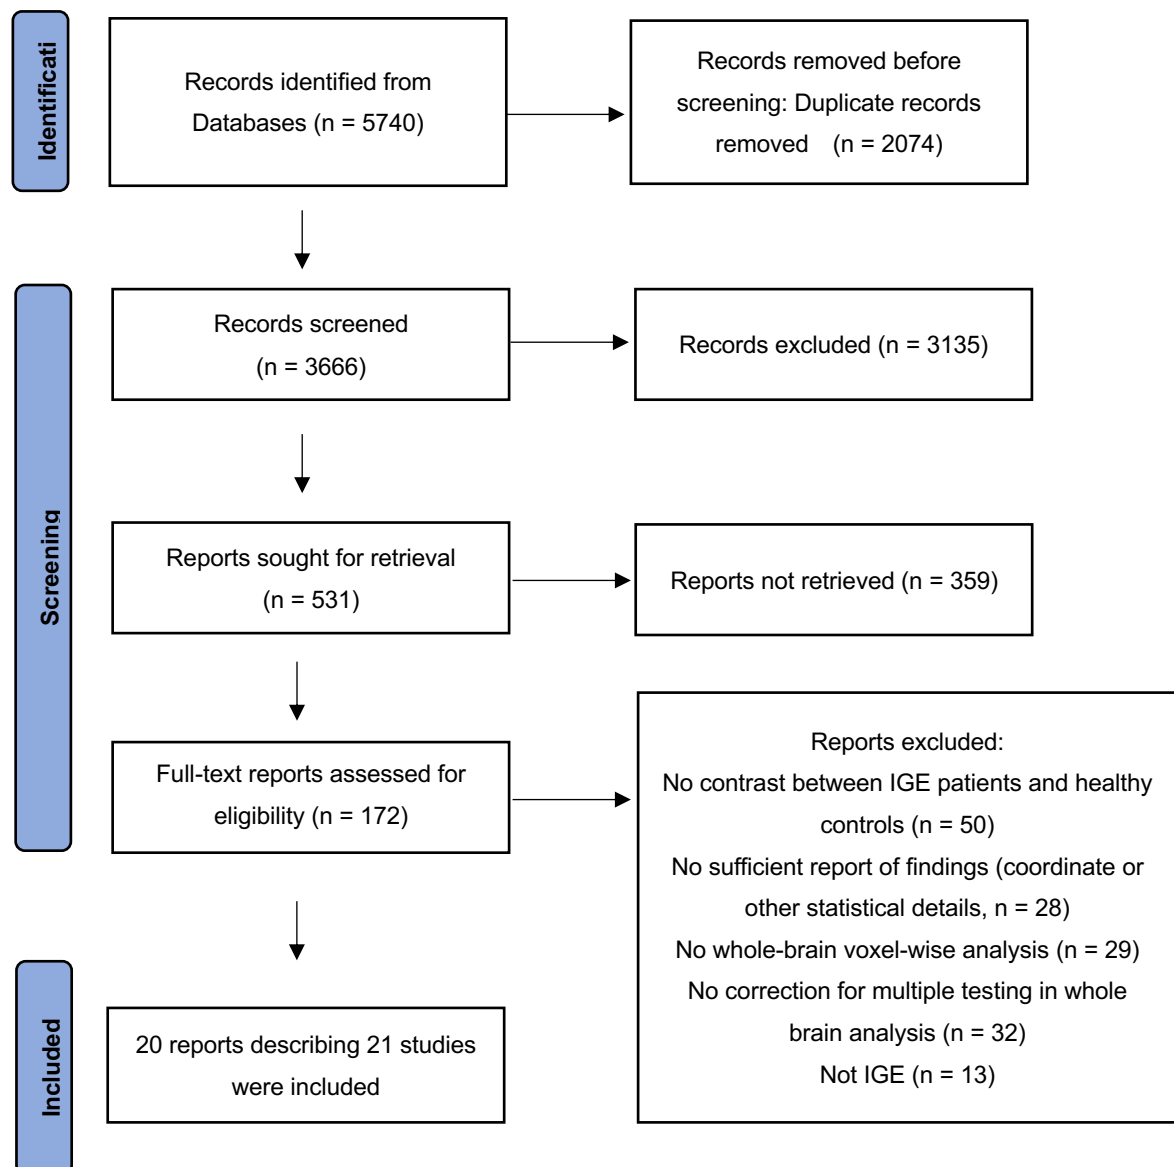 Identificati
Records identified from
Databases (n = 5740)
Records removed before
screening: Duplicate records
removed (n = 2074)
Screening
Records screened
(n = 3666)
Records excluded (n = 3135)
Reports sought for retrieval
(n = 531)
Reports not retrieved (n = 359)
Full-text reports assessed for
eligibility (n = 172)
Reports excluded:
No contrast between IGE patients and healthy
controls (n = 50)
No sufficient report of findings (coordinate or
other statistical details, n = 28)
No whole-brain voxel-wise analysis (n = 29)
No correction for multiple testing in whole
brain analysis (n = 32)
Not IGE (n = 13)
Included
20 reports describing 21 studies
were included